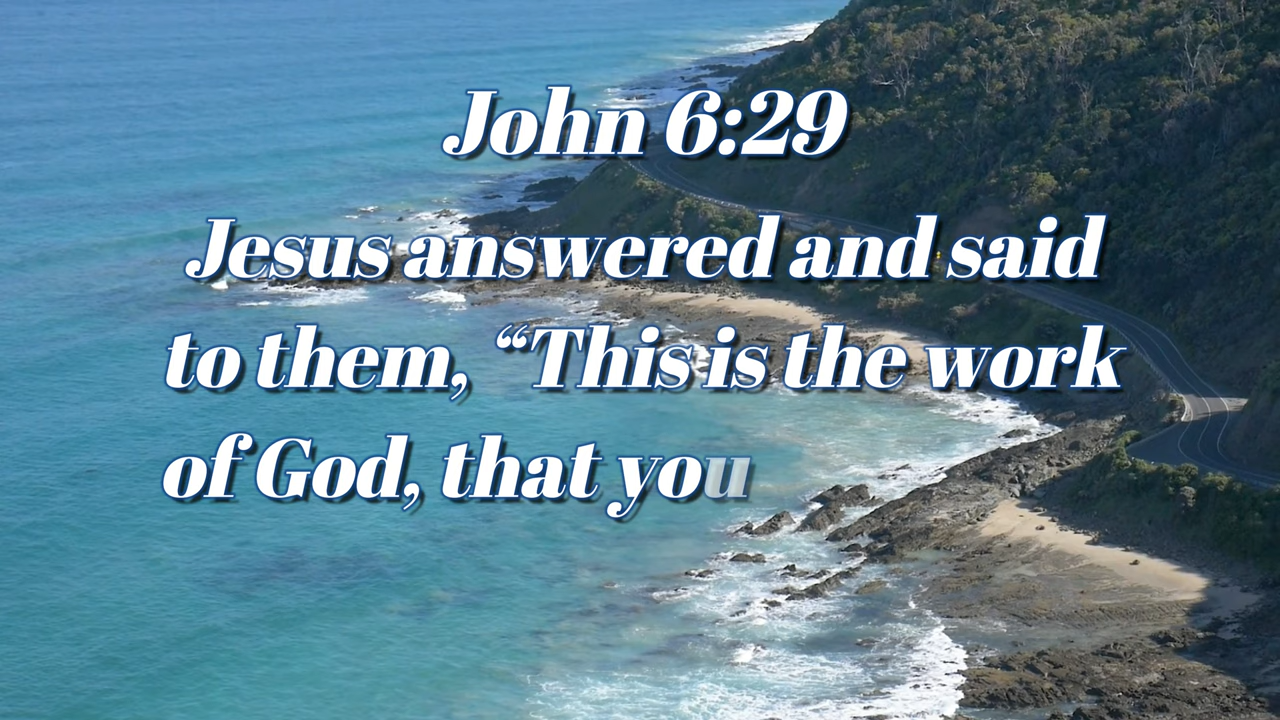 John 6:29
Jesus answered and said
to them, “This is the work
of God, that you